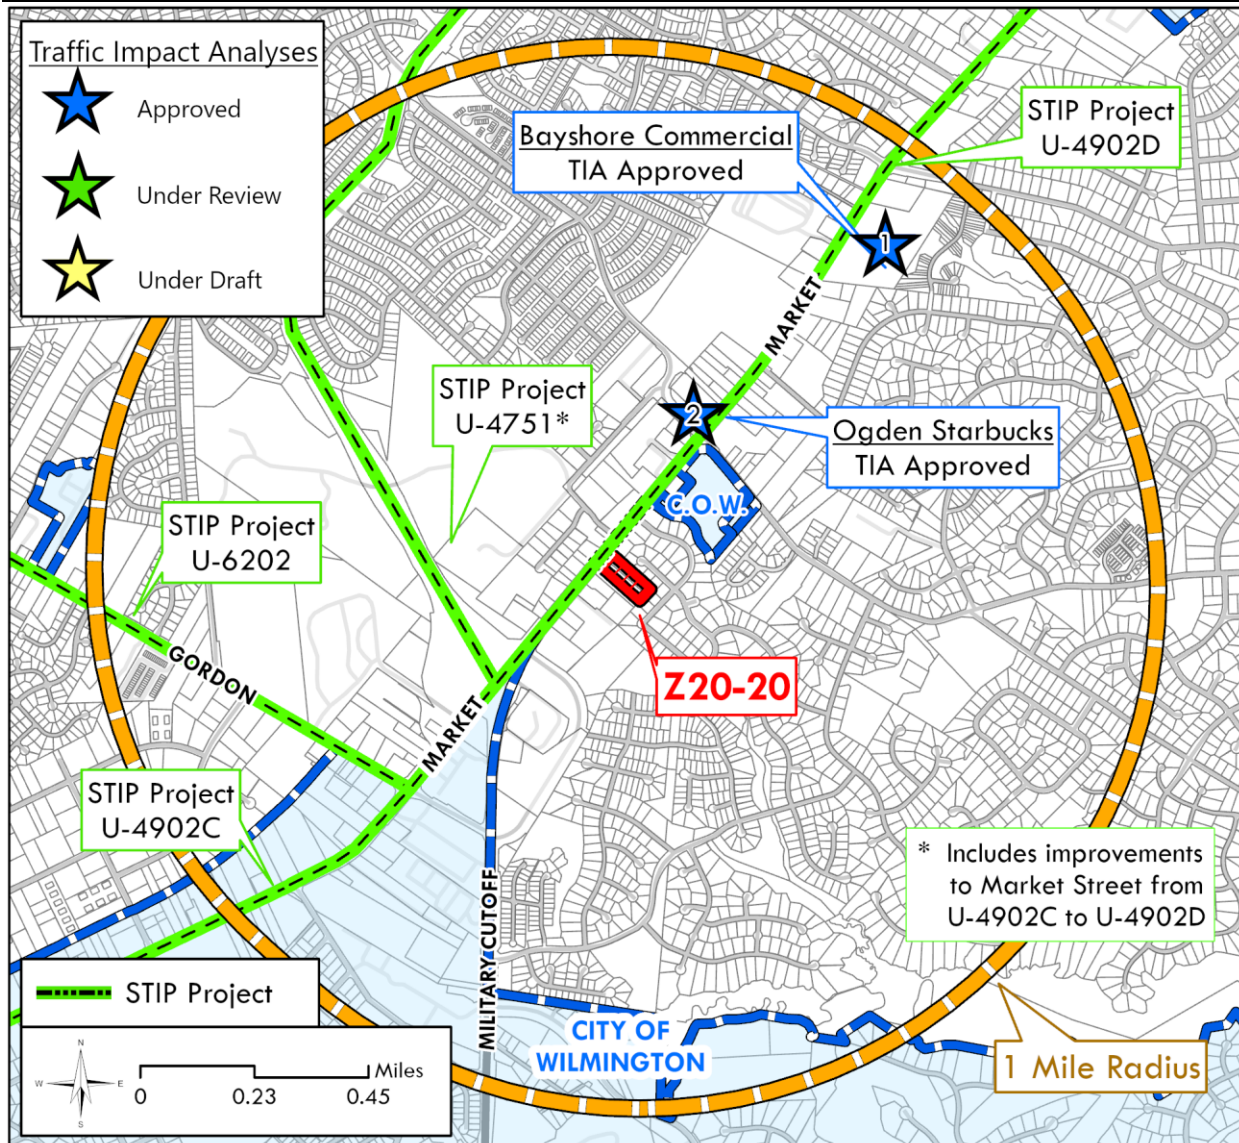 Traffic Impact Analyses
Approved
Under Review
Under Draft
STIP Project
U-4902D
Bayshore Commercial
TIA Approved
1
MARKET
STIP Project
U-4751*
2
Ogden Starbucks
TIA Approved
C.O.W.
STIP Project
U-6202
GORDON
Z20-20
MARKET
STIP Project
U-4902C
* Includes improvements
to Market Street from
U-4902C to U-4902D
MILITARY CUTOFF
STIP Project
CITY OF
WILMINGTON
1 Mile Radius
N
W E
S
Miles
0 0.23 0.45